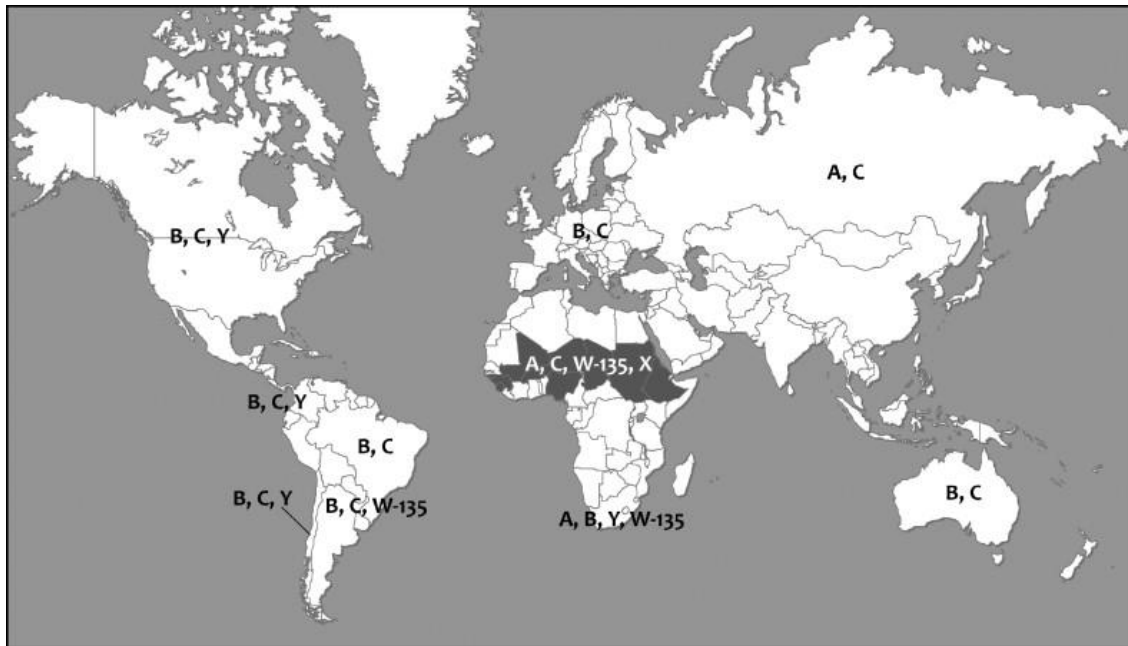 A, C
B, C, Y
B, C
A, C, W-135, X
B, C, Y
B, C
B, C, Y
B, C, W-135
B, C
A, B, Y, W-135